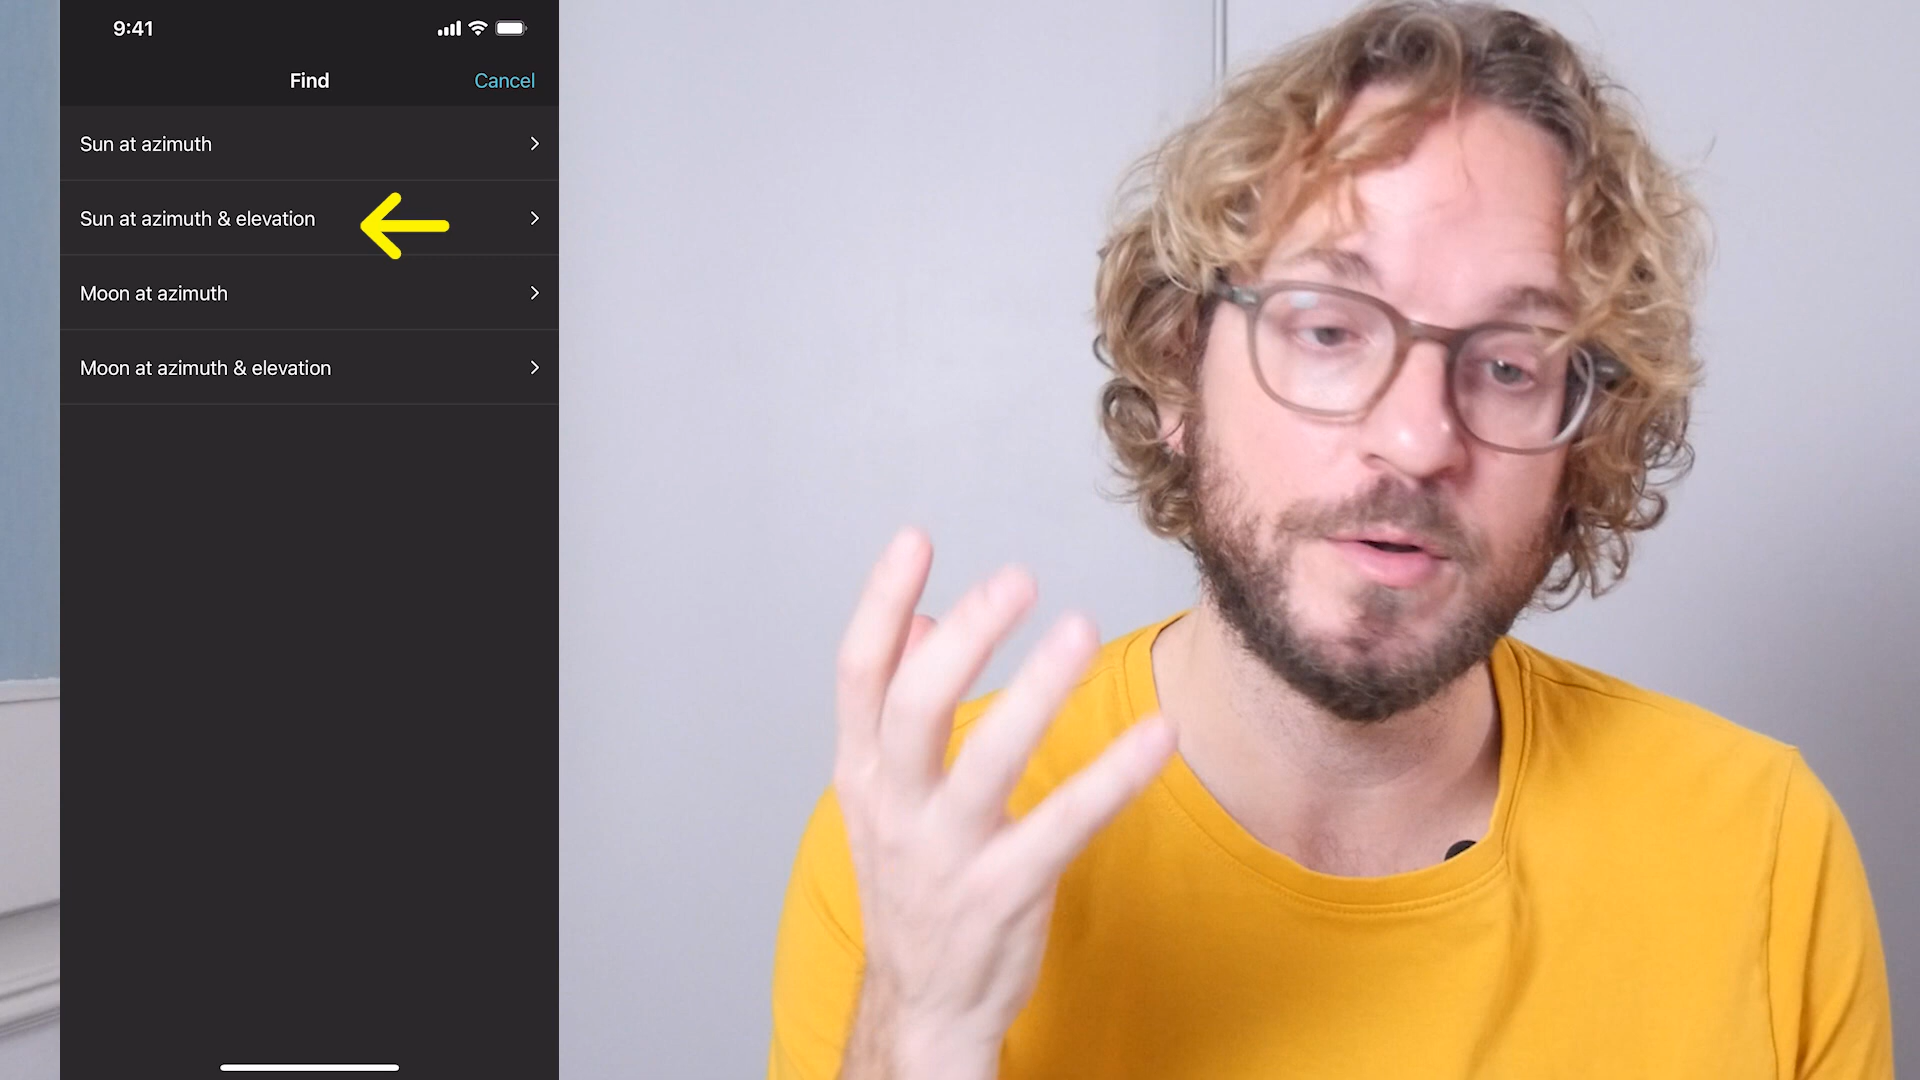 9:41
Find
Cancel
Sun at azimuth
Sun at azimuth & elevation
Moon at azimuth
Moon at azimuth & elevation